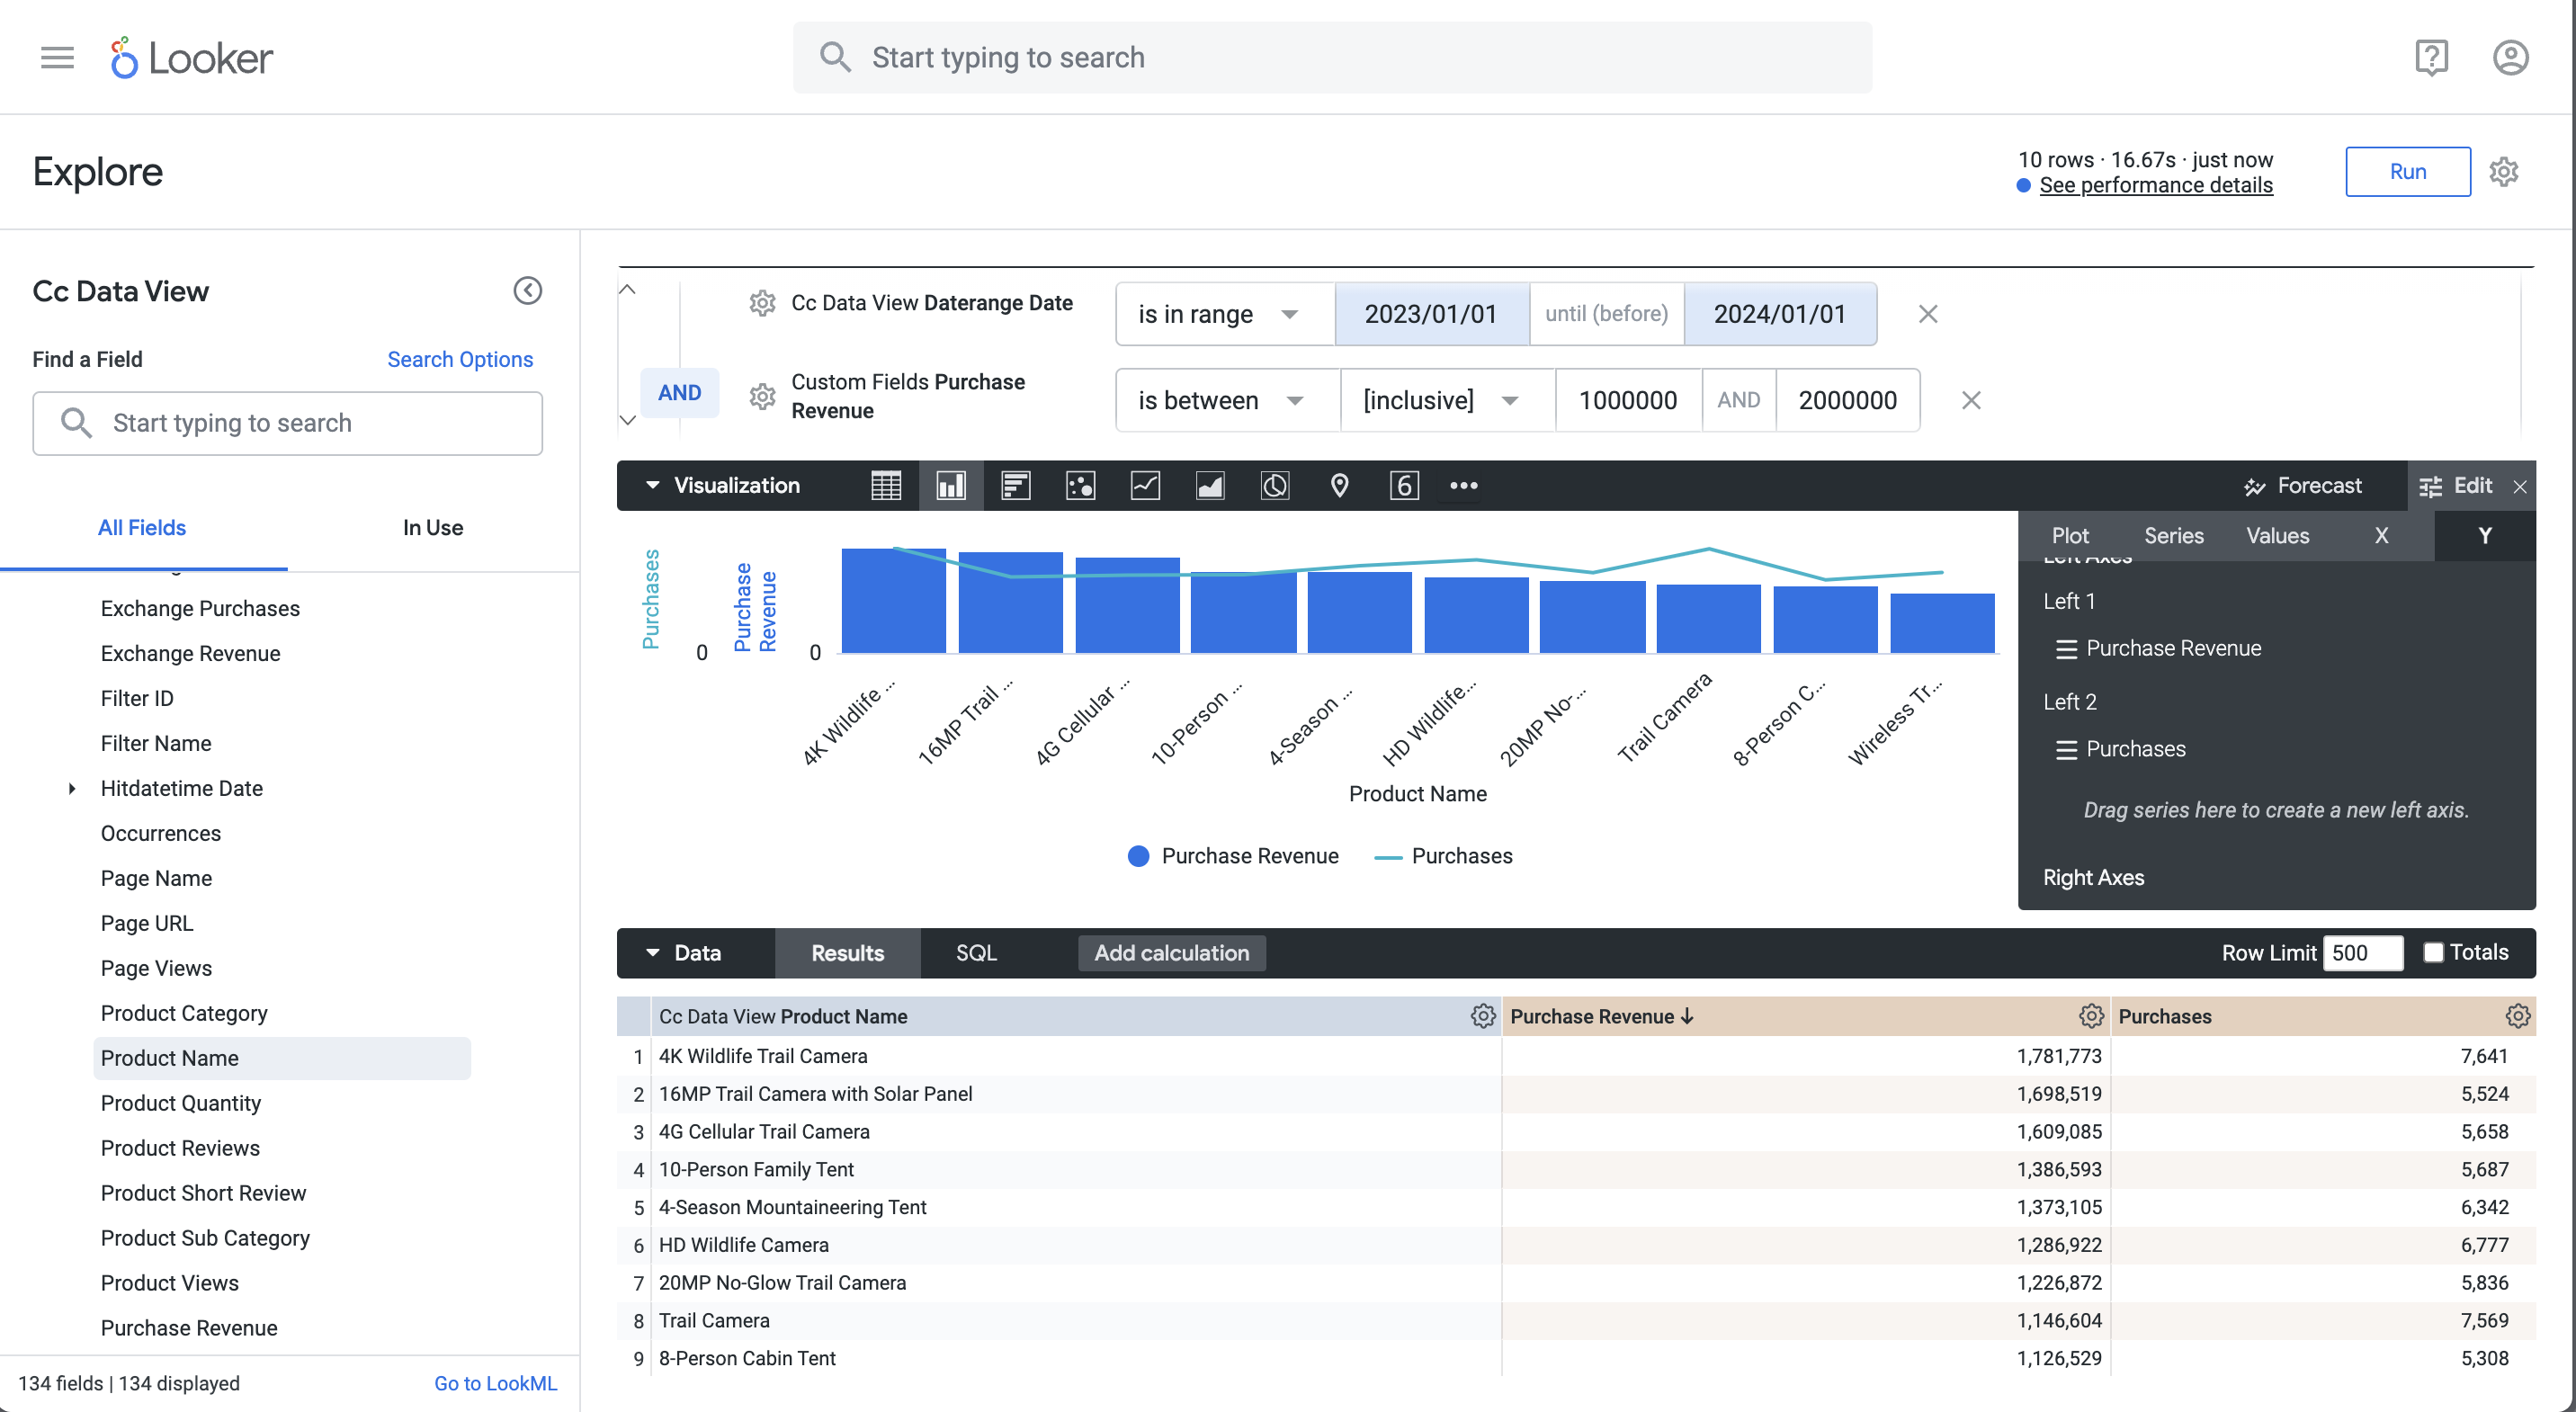 Looker
Start typing to search
Explore
10 rows · 16.67s · just now
See performance details
Run
Cc Data View
Find a Field
Search Options
Start typing to search
All Fields
In Use
Exchange Purchases
Exchange Revenue
Filter ID
Filter Name
Hitdatetime Date
Occurrences
Page Name
Page URL
Page Views
Product Category
Product Name
Product Quantity
Product Reviews
Product Short Review
Product Sub Category
Product Views
Purchase Revenue
134 fields | 134 displayed
Go to LookML
Cc Data View Daterange Date
is in range
2023/01/01
until (before)
2024/01/01
AND
Custom Fields Purchase
Revenue
is between
[inclusive]
1000000
AND
2000000
Visualization
6
Forecast
Edit
Purchases
0
Purchase
Revenue
0
4K Wildlife ...
16MP Trail ...
4G Cellular ...
10-Person ...
4-Season ...
HD Wildlife...
20MP No-...
Trail Camera
8-Person C...
Wireless Tr...
Product Name
Purchase Revenue
Purchases
Plot
Series
Values
X
Y
Left Axes
Left 1
Purchase Revenue
Left 2
Purchases
Drag series here to create a new left axis.
Right Axes
Data
Results
SQL
Add calculation
Row Limit 500
Totals
Cc Data View Product Name
Purchase Revenue
Purchases
1 4K Wildlife Trail Camera 1,781,773 7,641
2 16MP Trail Camera with Solar Panel 1,698,519 5,524
3 4G Cellular Trail Camera 1,609,085 5,658
4 10-Person Family Tent 1,386,593 5,687
5 4-Season Mountaineering Tent 1,373,105 6,342
6 HD Wildlife Camera 1,286,922 6,777
7 20MP No-Glow Trail Camera 1,226,872 5,836
8 Trail Camera 1,146,604 7,569
9 8-Person Cabin Tent 1,126,529 5,308